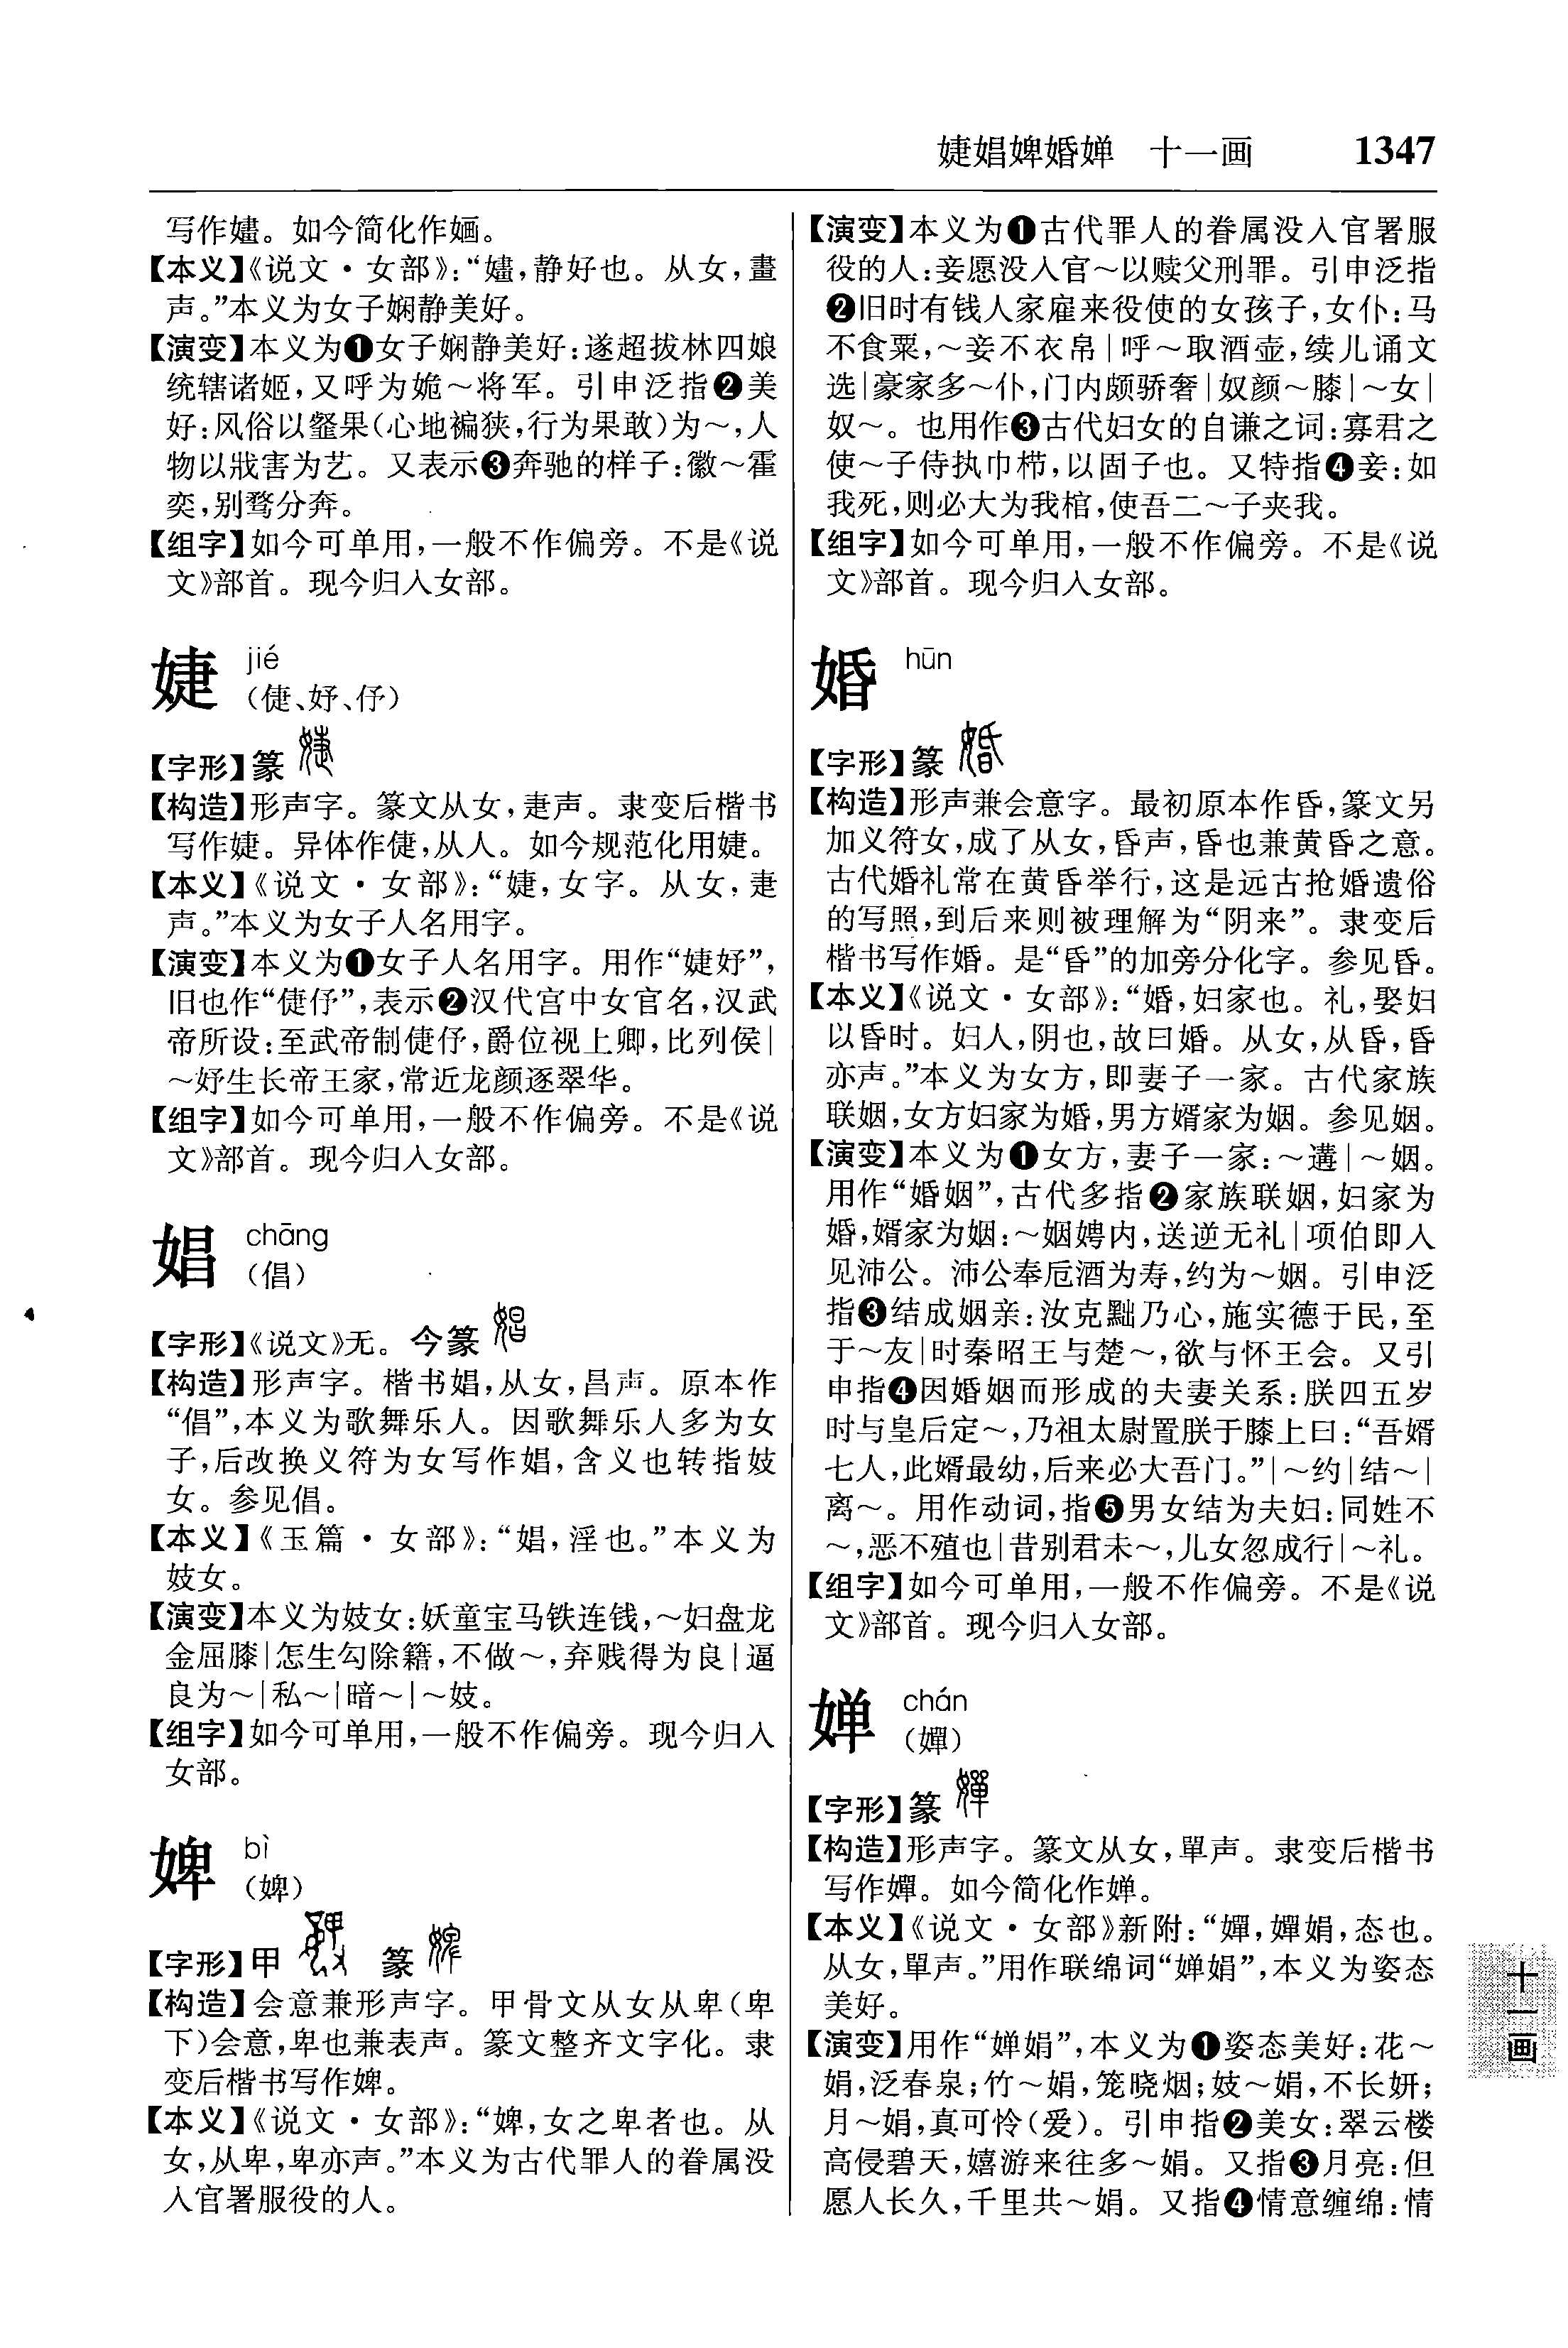 婕娼婢婚婵　十一画　1347
写作嫿。如今简化作婳。
【本义】《说文·女部》：“嫿，静好也。从女，畫
声。”本义为女子娴静美好。
【演变】本义为❶女子娴静美好：遂超拔林四娘
统辖诸姬，又呼为姽～将军。引申泛指❷美
好：风俗以韰果（心地褊狭，行为果敢）为～，人
物以戕害为艺。又表示❸奔驰的样子：徽～霍
奕，别骛分奔。
【组字】如今可单用，一般不作偏旁。不是《说
文》部首。现今归入女部。
婕 jié
（倢、妤、伃）
【字形】篆
【构造】形声字。篆文从女，疌声。隶变后楷书
写作婕。异体作倢，从人。如今规范化用婕。
【本义】《说文·女部》：“婕，女字。从女，疌
声。”本义为女子人名用字。
【演变】本义为❶女子人名用字。用作“婕妤”，
旧也作“倢伃”，表示❷汉代宫中女官名，汉武
帝所设：至武帝制倢伃，爵位视上卿，比列侯｜
～妤生长帝王家，常近龙颜逐翠华。
【组字】如今可单用，一般不作偏旁。不是《说
文》部首。现今归入女部。
娼 chāng
（倡）
【字形】《说文》无。今篆
【构造】形声字。楷书娼，从女，昌声。原本作
“倡”，本义为歌舞乐人。因歌舞乐人多为女
子，后改换义符为女写作娼，含义也转指妓
女。参见倡。
【本义】《玉篇·女部》：“娼，淫也。”本义为
妓女。
【演变】本义为妓女：妖童宝马铁连钱，～妇盘龙
金屈膝｜怎生勾除籍，不做～，弃贱得为良｜逼
良为～｜私～｜暗～｜～妓。
【组字】如今可单用，一般不作偏旁。现今归入
女部。
婢 bì
（婢）
【字形】甲　篆
【构造】会意兼形声字。甲骨文从女从卑（卑
下）会意，卑也兼表声。篆文整齐文字化。隶
变后楷书写作婢。
【本义】《说文·女部》：“婢，女之卑者也。从
女，从卑，卑亦声。”本义为古代罪人的眷属没
入官署服役的人。
【演变】本义为❶古代罪人的眷属没入官署服
役的人：妾愿没入官～以赎父刑罪。引申泛指
❷旧时有钱人家雇来役使的女孩子，女仆：马
不食粟，～妾不衣帛｜呼～取酒壶，续儿诵文
选｜豪家多～仆，门内颇骄奢｜奴颜～膝｜～女｜
奴～。也用作❸古代妇女的自谦之词：寡君之
使～子侍执巾栉，以固子也。又特指❹妾：如
我死，则必大为我棺，使吾二～子夹我。
【组字】如今可单用，一般不作偏旁。不是《说
文》部首。现今归入女部。
婚 hūn
【字形】篆
【构造】形声兼会意字。最初原本作昏，篆文另
加义符女，成了从女，昏声，昏也兼黄昏之意。
古代婚礼常在黄昏举行，这是远古抢婚遗俗
的写照，到后来则被理解为“阴来”。隶变后
楷书写作婚。是“昏”的加旁分化字。参见昏。
【本义】《说文·女部》：“婚，妇家也。礼，娶妇
以昏时。妇人，阴也，故曰婚。从女，从昏，昏
亦声。”本义为女方，即妻子一家。古代家族
联姻，女方妇家为婚，男方婿家为姻。参见姻。
【演变】本义为❶女方，妻子一家：～遘｜～姻。
用作“婚姻”，古代多指❷家族联姻，妇家为
婚，婿家为姻：～姻娉内，送逆无礼｜项伯即入
见沛公。沛公奉卮酒为寿，约为～姻。引申泛
指❸结成姻亲：汝克黜乃心，施实德于民，至
于～友｜时秦昭王与楚～，欲与怀王会。又引
申指❹因婚姻而形成的夫妻关系：朕四五岁
时与皇后定～，乃祖太尉置朕于膝上曰：“吾婿
七人，此婿最幼，后来必大吾门。”｜～约｜结～｜
离～。用作动词，指❺男女结为夫妇：同姓不
～，恶不殖也｜昔别君未～，儿女忽成行｜～礼。
【组字】如今可单用，一般不作偏旁。不是《说
文》部首。现今归入女部。
婵 chán
（嬋）
【字形】篆
【构造】形声字。篆文从女，單声。隶变后楷书
写作嬋。如今简化作婵。
【本义】《说文·女部》新附：“嬋，嬋娟，态也。
从女，單声。”用作联绵词“婵娟”，本义为姿态
美好。
【演变】用作“婵娟”，本义为❶姿态美好：花～
娟，泛春泉；竹～娟，笼晓烟；妓～娟，不长妍；
月～娟，真可怜（爱）。引申指❷美女：翠云楼
高侵碧天，嬉游来往多～娟。又指❸月亮：但
愿人长久，千里共～娟。又指❹情意缠绵：情
十一画